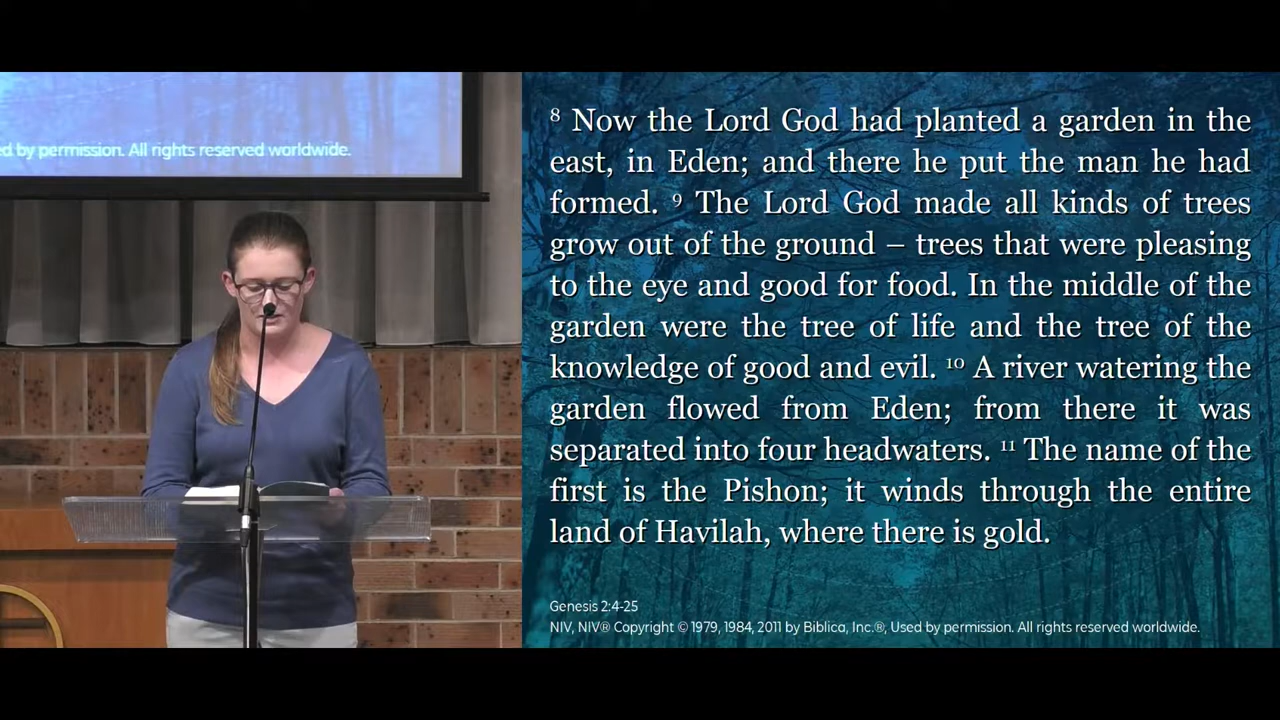 ed by permission. All rights reserved worldwide.
8 Now the Lord God had planted a garden in the
east, in Eden; and there he put the man he had
formed. 9 The Lord God made all kinds of trees
grow out of the ground – trees that were pleasing
to the eye and good for food. In the middle of the
garden were the tree of life and the tree of the
knowledge of good and evil. 10 A river watering the
garden flowed from Eden; from there it was
separated into four headwaters. 11 The name of the
first is the Pishon; it winds through the entire
land of Havilah, where there is gold.
Genesis 2:4-25
NIV, NIV® Copyright © 1979, 1984, 2011 by Biblica, Inc.®, Used by permission. All rights reserved worldwide.